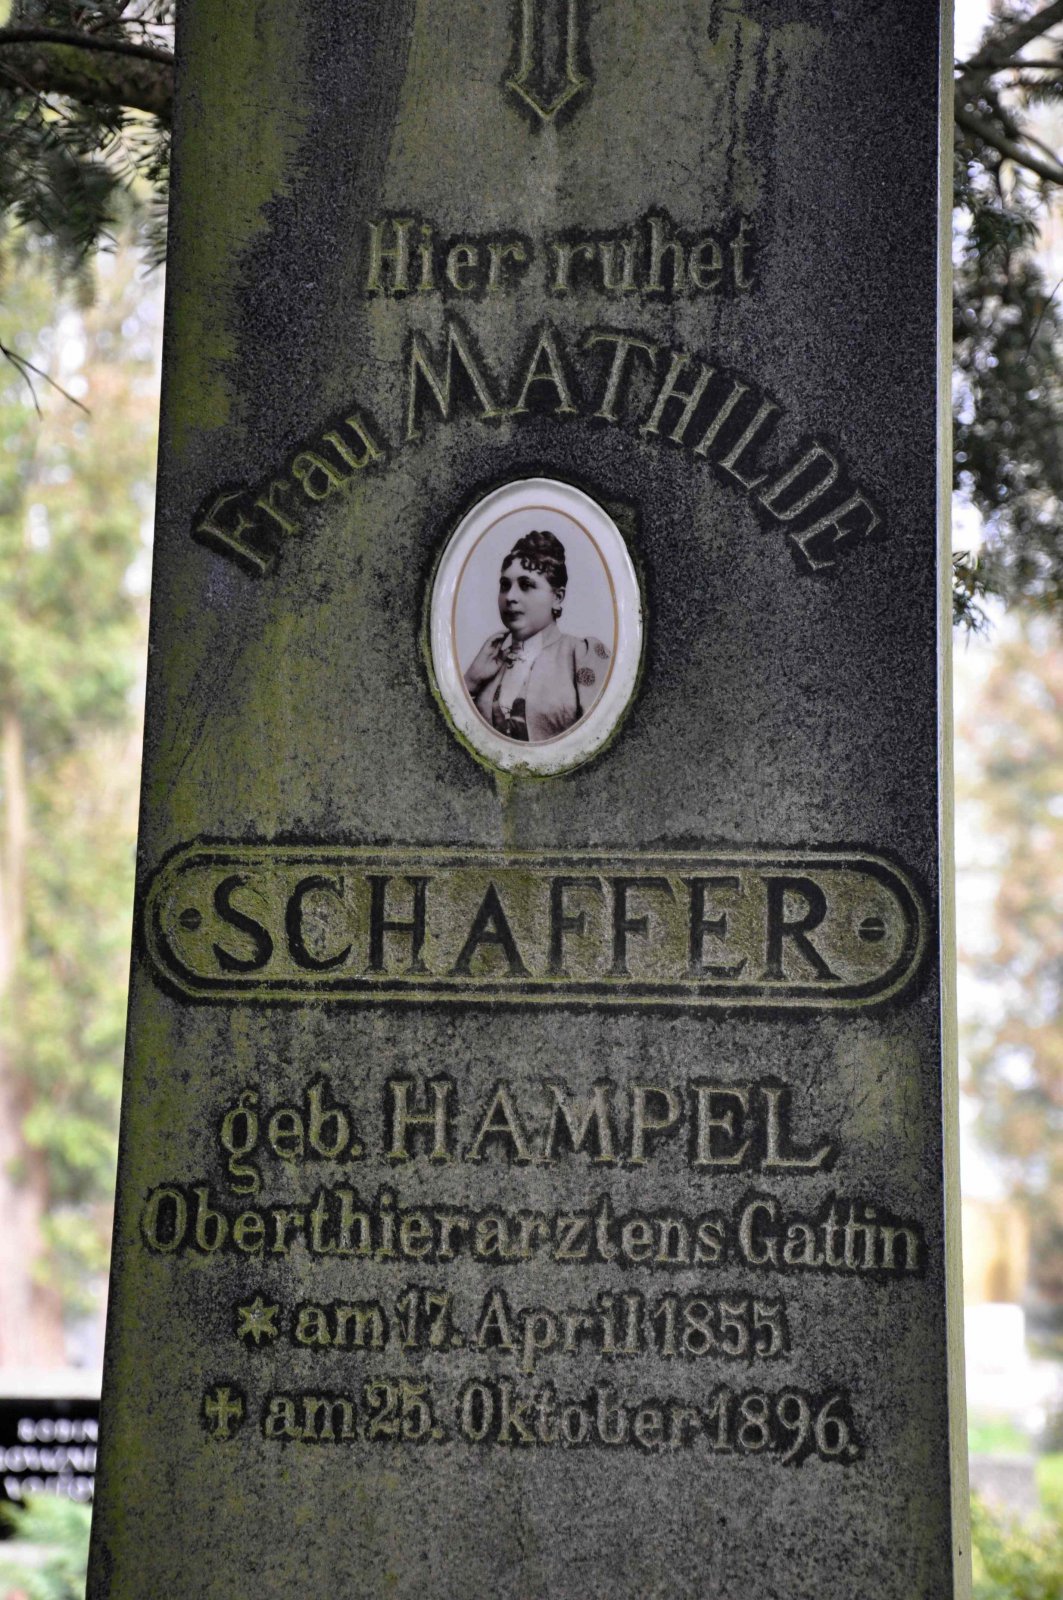 Hier ruhet
Frau MATHILDE
SCHAFFER
geb. HAMPEL
Oberthierarztens Gattin
* am 17. April 1855
† am 25. Oktober 1896.